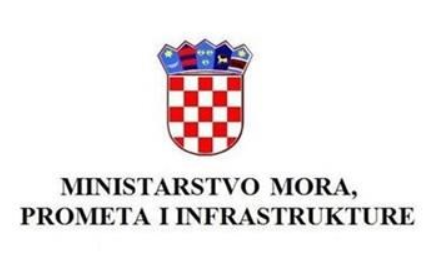 MINISTARSTVO MORA,
PROMETA I INFRASTRUKTURE